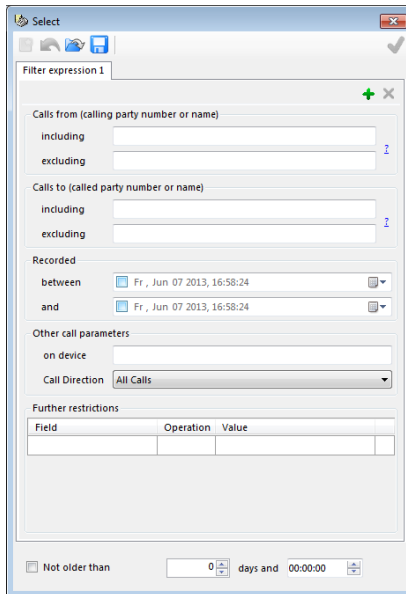 Select
Filter expression 1
Calls from (calling party number or name)
including
?
excluding
Calls to (called party number or name)
including
?
excluding
Recorded
between Fr , Jun 07 2013, 16:58:24
and Fr , Jun 07 2013, 16:58:24
Other call parameters
on device
Call Direction All Calls
Further restrictions
Field Operation Value
Not older than 0 days and 00:00:00